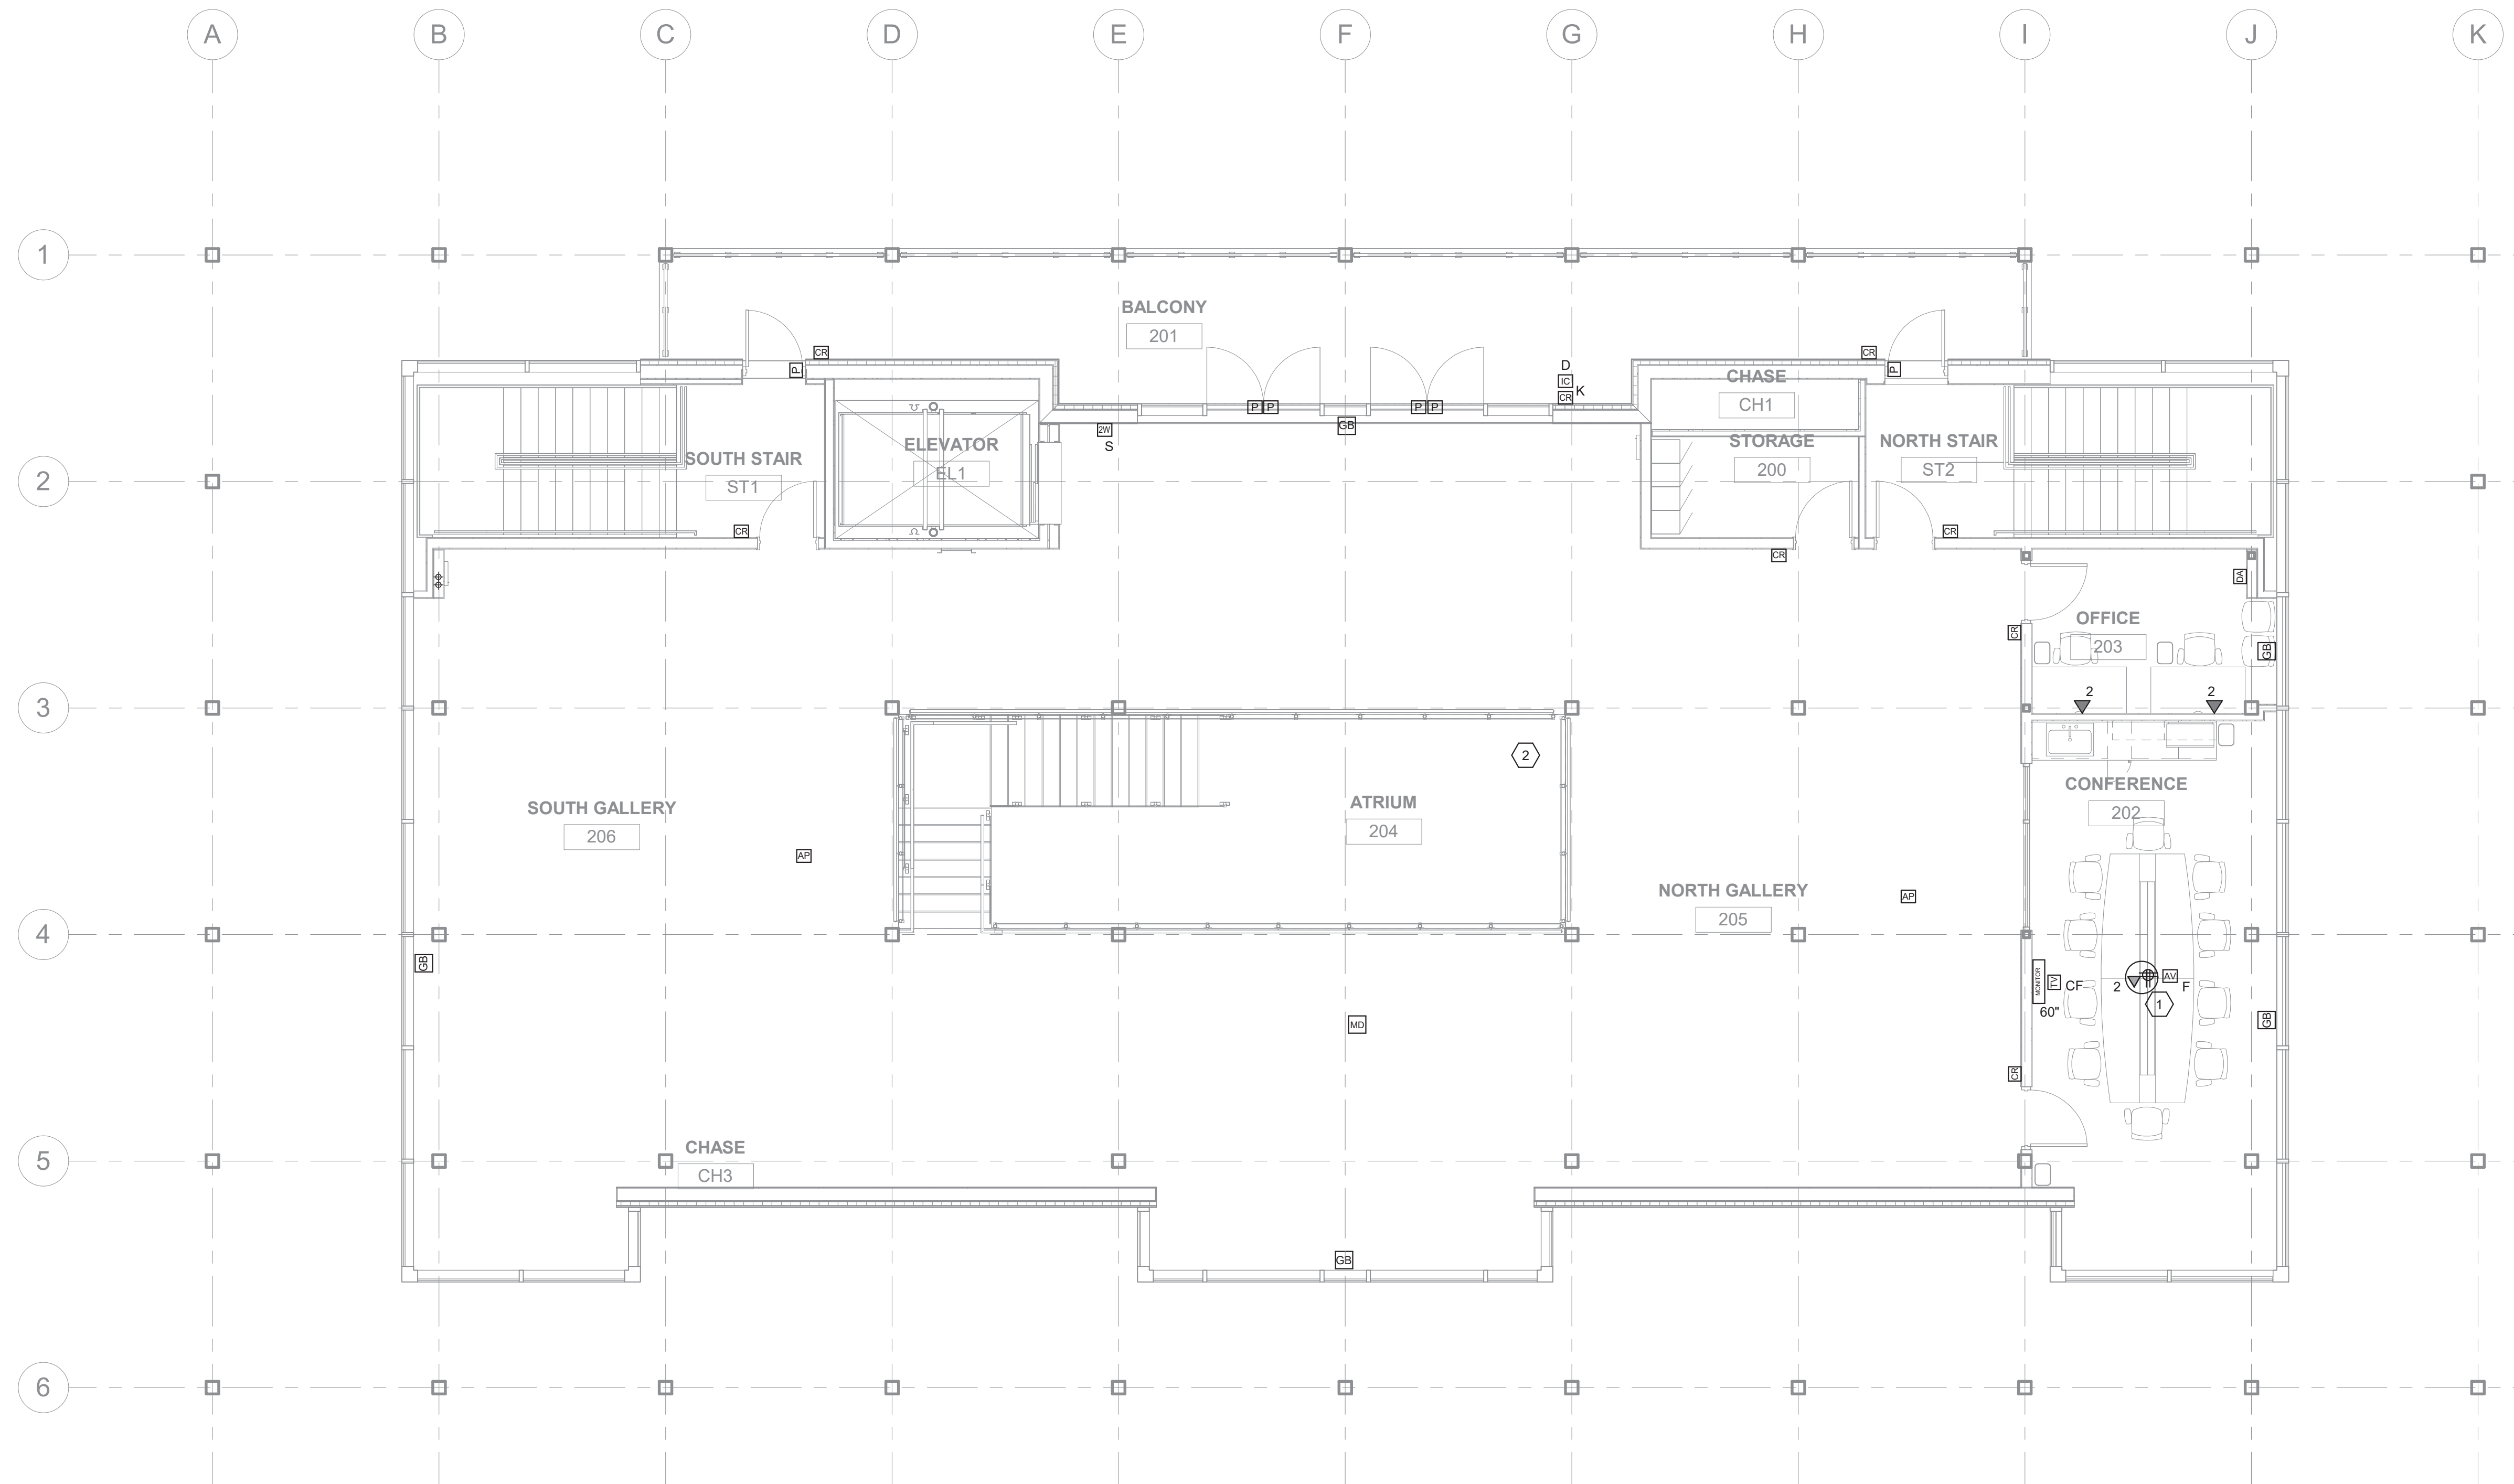 A B C D E F G H I J K
1
BALCONY
201
CR
P
D
IC
K
CR
CR
P
CHASE
CH1
P P
P P
GB
2W
S
ELEVATOR
EL1
SOUTH STAIR
ST1
STORAGE
200
NORTH STAIR
ST2
2
CR
CR
CR
DA
OFFICE
203
CR
GB
2
2
3
2
CONFERENCE
202
SOUTH GALLERY
206
ATRIUM
204
AP
NORTH GALLERY
205
AP
4
GB
MONITOR
TV
CF
60"
2
AV
F
1
GB
MD
CR
CHASE
CH3
5
GB
6